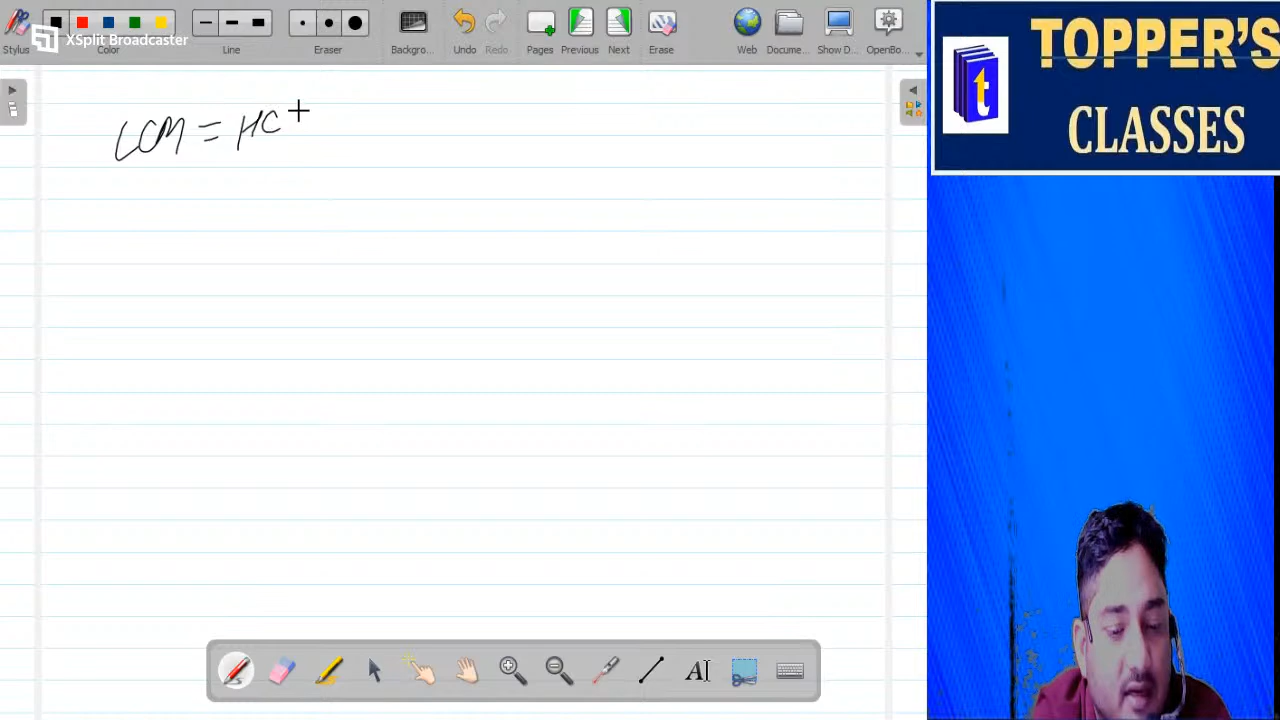 XSplit Broadcaster
Stylus Color Line Eraser Backgro... Undo Redo Pages Previous Next Erase Web Docume... Show D... OpenBo...
LCM = HC
TOPPER'S
CLASSES
t
AI